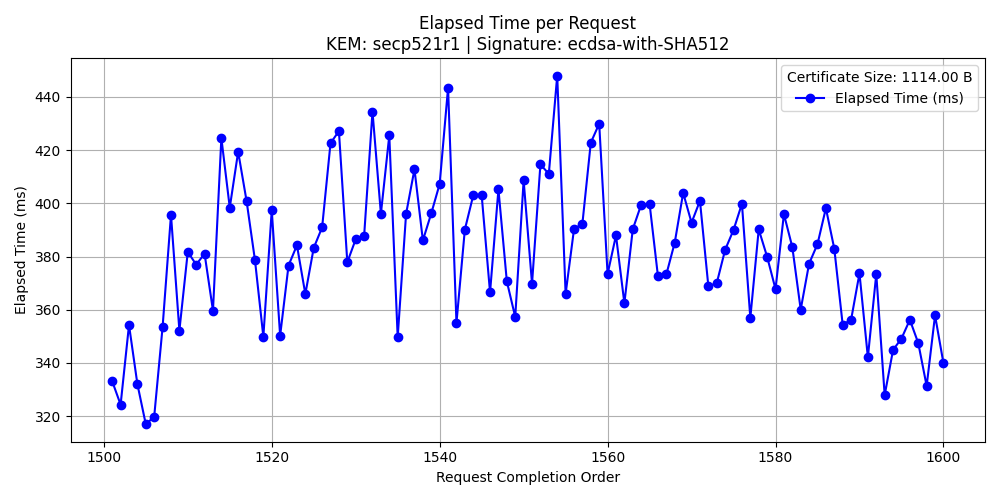 Elapsed Time per Request
KEM: secp521r1 | Signature: ecdsa-with-SHA512
Certificate Size: 1114.00 B
Elapsed Time (ms)
Elapsed Time (ms)
440
420
400
380
360
340
320
1500 1520 1540 1560 1580 1600
Request Completion Order